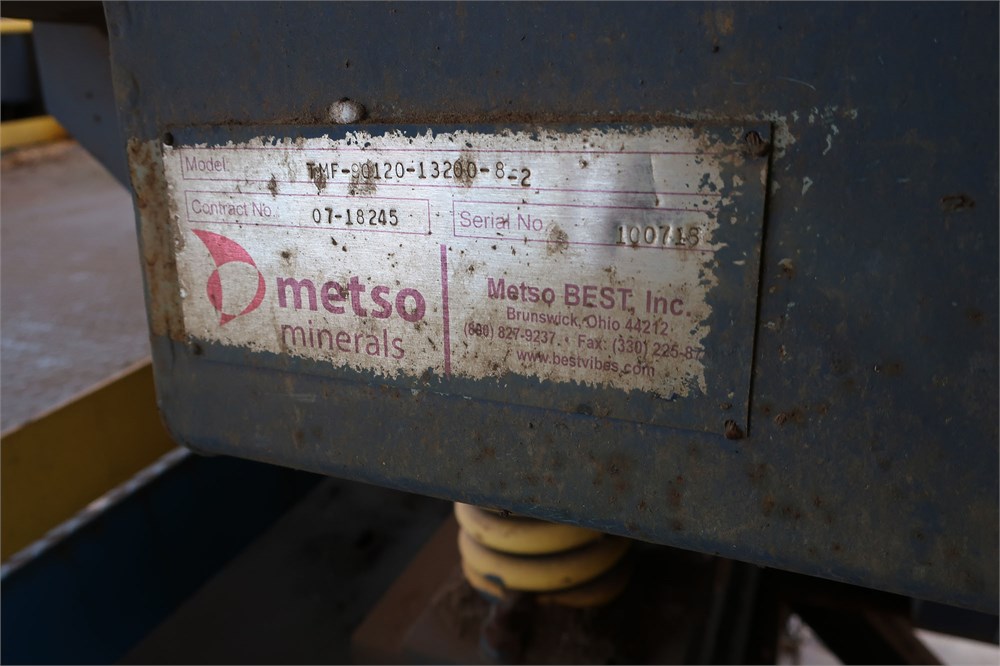 Model TMF-90120-13200-8-2
Contract No. 07-18245 Serial No.
metso
minerals
Metso BEST, Inc.
Brunswick, Ohio 44212
827-9237 • Fax: (330) 225-87
www.bestvibes.com